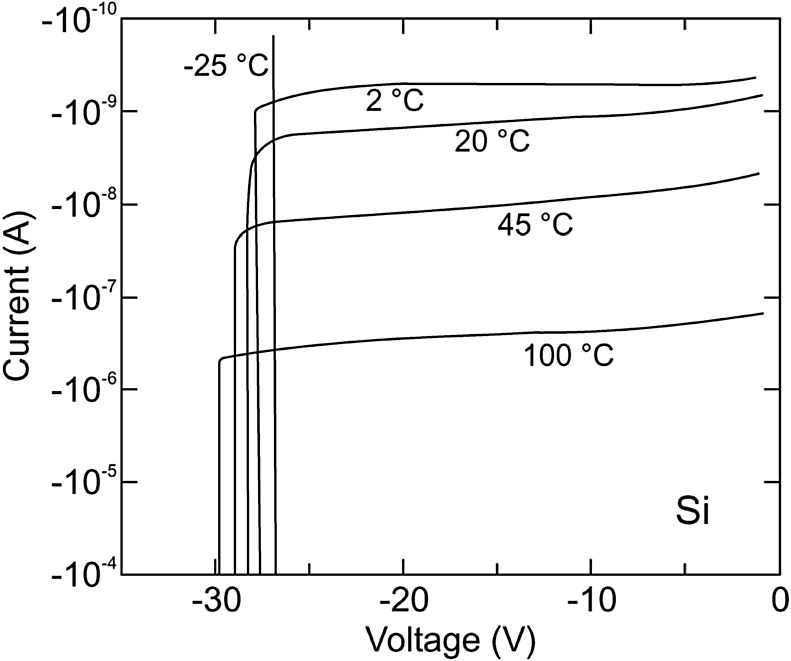 -10⁻¹⁰
-10⁻⁹
-10⁻⁸
-10⁻⁷
-10⁻⁶
-10⁻⁵
-10⁻⁴
Current (A)
-25 °C
2 °C
20 °C
45 °C
100 °C
Si
-30 -20 -10 0
Voltage (V)